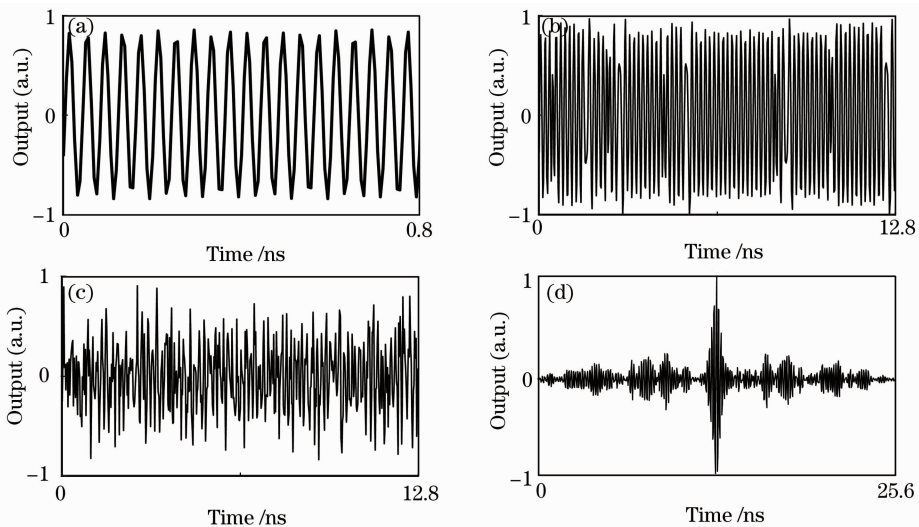 (a)
1
0
−1
Output (a.u.)
0
0.8
Time /ns
(b)
1
0
−1
Output (a.u.)
0
12.8
Time /ns
(c)
1
0
−1
Output (a.u.)
0
12.8
Time /ns
(d)
1
0
−1
Output (a.u.)
0
25.6
Time /ns